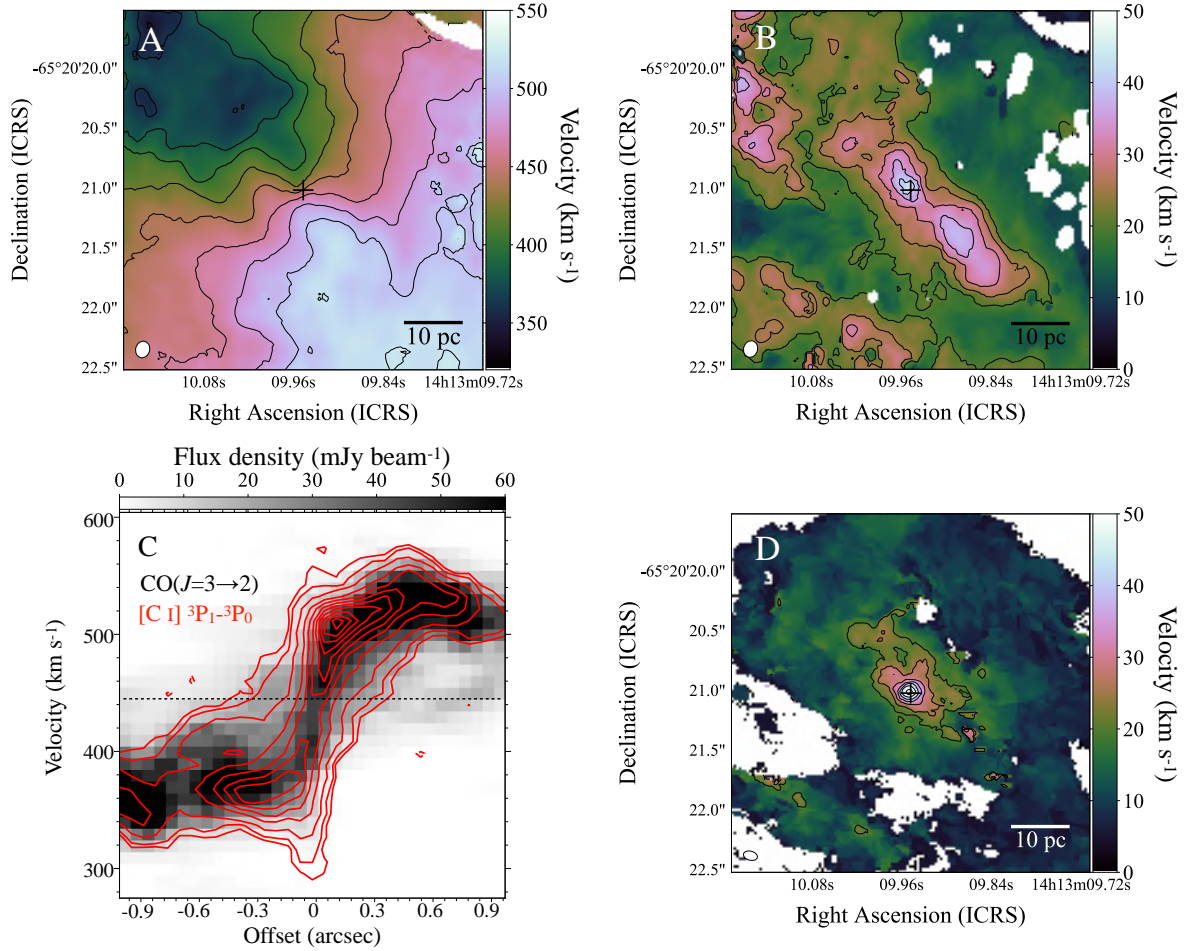 A
-65°20'20.0"
20.5"
21.0"
21.5"
22.0"
22.5"
10.08s
09.96s
09.84s
14h13m09.72s
Right Ascension (ICRS)
Declination (ICRS)
10 pc
550
500
450
400
350
Velocity (km s-1)
B
-65°20'20.0"
20.5"
21.0"
21.5"
22.0"
22.5"
10.08s
09.96s
09.84s
14h13m09.72s
Right Ascension (ICRS)
Declination (ICRS)
10 pc
50
40
30
20
10
0
Velocity (km s-1)
Flux density (mJy beam-1)
0
10
20
30
40
50
60
C
CO(J=3→2)
[C I] ³P₁-³P₀
600
500
400
300
Velocity (km s-1)
-0.9
-0.6
-0.3
0
0.3
0.6
0.9
Offset (arcsec)
D
-65°20'20.0"
20.5"
21.0"
21.5"
22.0"
22.5"
10.08s
09.96s
09.84s
14h13m09.72s
Right Ascension (ICRS)
Declination (ICRS)
10 pc
50
40
30
20
10
0
Velocity (km s-1)